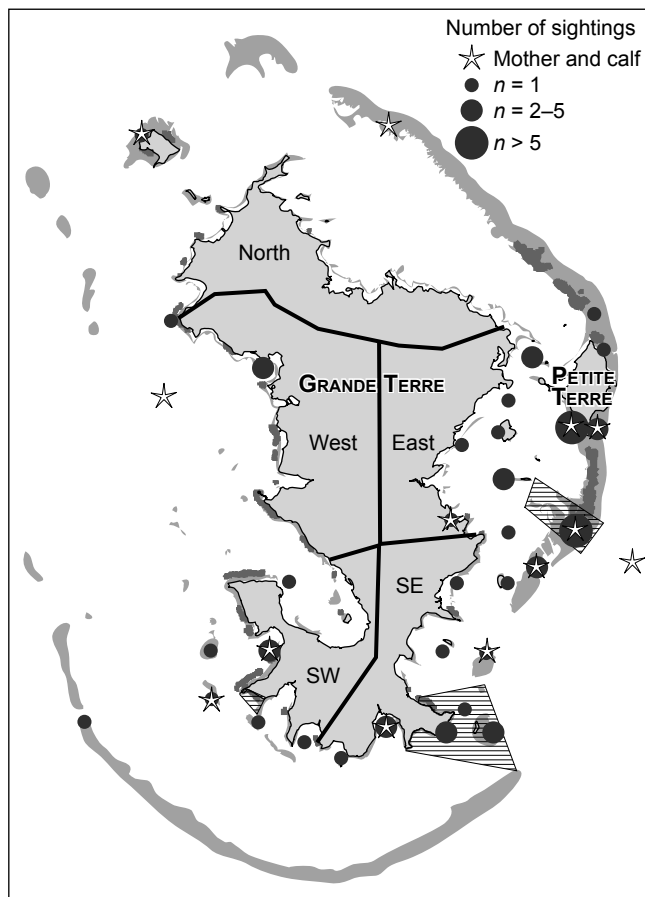 Number of sightings
Mother and calf
n = 1
n = 2–5
n > 5
North
GRANDE TERRE
PETITE
TERRE
West
East
SE
SW